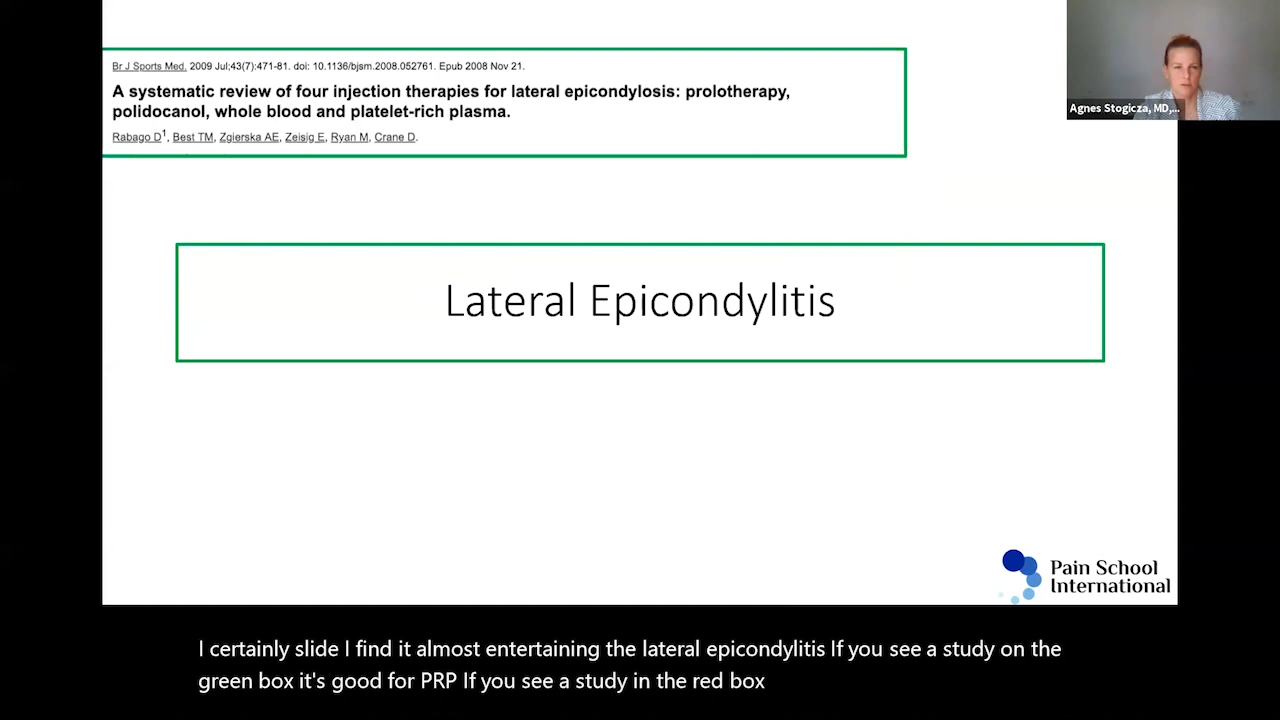 Br J Sports Med. 2009 Jul;43(7):471-81. doi: 10.1136/bjsm.2008.052761. Epub 2008 Nov 21.
A systematic review of four injection therapies for lateral epicondylosis: prolotherapy,
polidocanol, whole blood and platelet-rich plasma.
Rabago D1, Best TM, Zgierska AE, Zeisig E, Ryan M, Crane D.
Agnes Stogicza, MD,...
Lateral Epicondylitis
Pain School
International
I certainly slide I find it almost entertaining the lateral epicondylitis If you see a study on the
green box it's good for PRP If you see a study in the red box